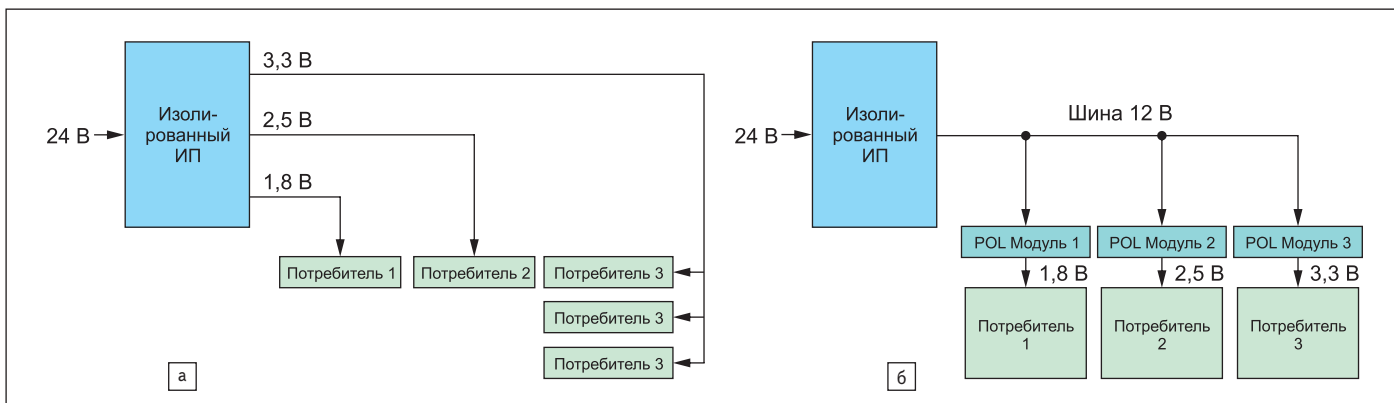 24 В
Изоли-
рованный
ИП
3,3 В
2,5 В
1,8 В
Потребитель 1
Потребитель 2
Потребитель 3
Потребитель 3
Потребитель 3
а
24 В
Изоли-
рованный
ИП
Шина 12 В
POL Модуль 1
POL Модуль 2
POL Модуль 3
1,8 В
2,5 В
3,3 В
Потребитель
1
Потребитель
2
Потребитель
3
б